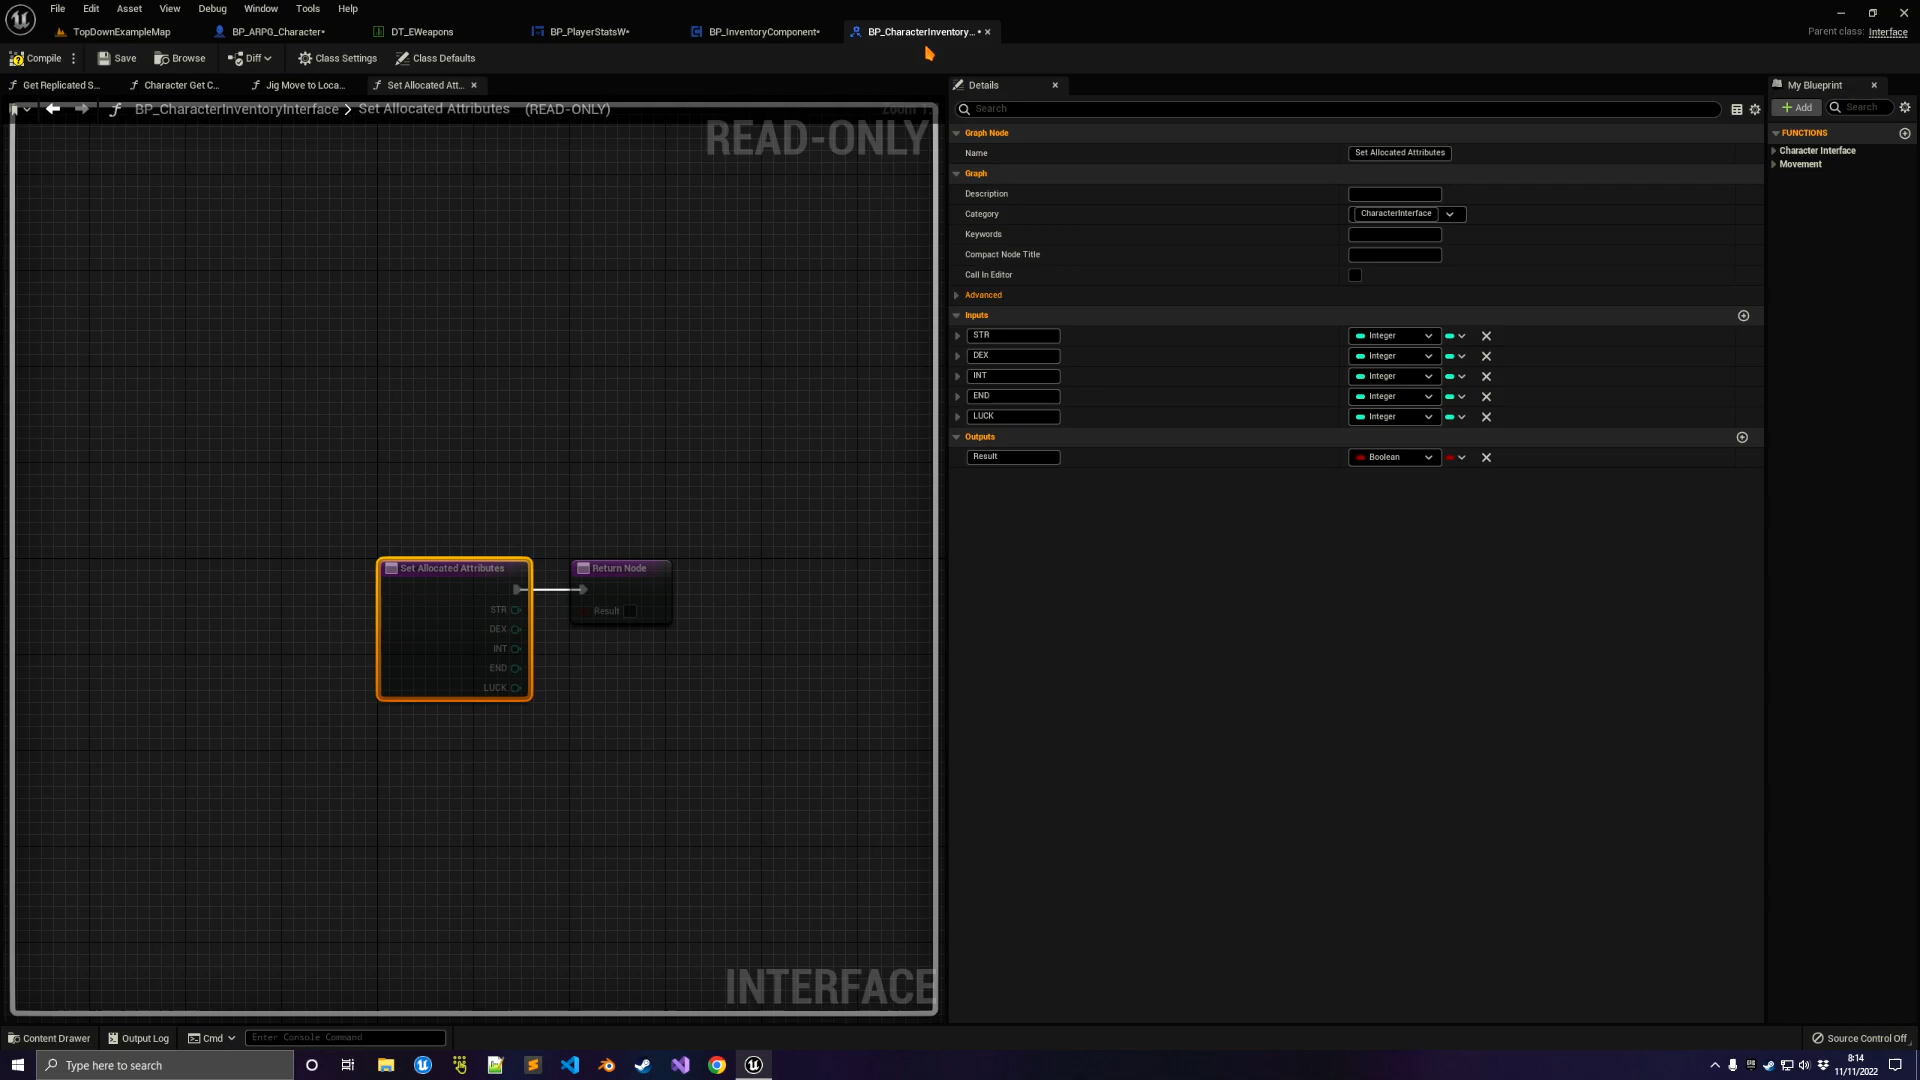 File Edit Asset View Debug Window Tools Help
TopDownExampleMap BP_ARPG_Character* DT_EWeapons BP_PlayerStatsW* BP_InventoryComponent* BP_CharacterInventory... •
Parent class: Interface
Compile Save Browse Diff Class Settings Class Defaults
Get Replicated S... Character Get C... Jig Move to Loca... Set Allocated Att... Details My Blueprint
BP_CharacterInventoryInterface > Set Allocated Attributes (READ-ONLY)
Search
Add Search
READ-ONLY
Graph Node
FUNCTIONS
Name Set Allocated Attributes
Character Interface
Movement
Graph
Description
Category CharacterInterface
Keywords
Compact Node Title
Call In Editor
Advanced
Inputs
STR Integer
DEX Integer
INT Integer
END Integer
LUCK Integer
Outputs
Result Boolean
Set Allocated Attributes Return Node
STR Result
DEX
INT
END
LUCK
INTERFACE
Content Drawer Output Log Cmd Enter Console Command Source Control Off
Type here to search
8:14
11/11/2022